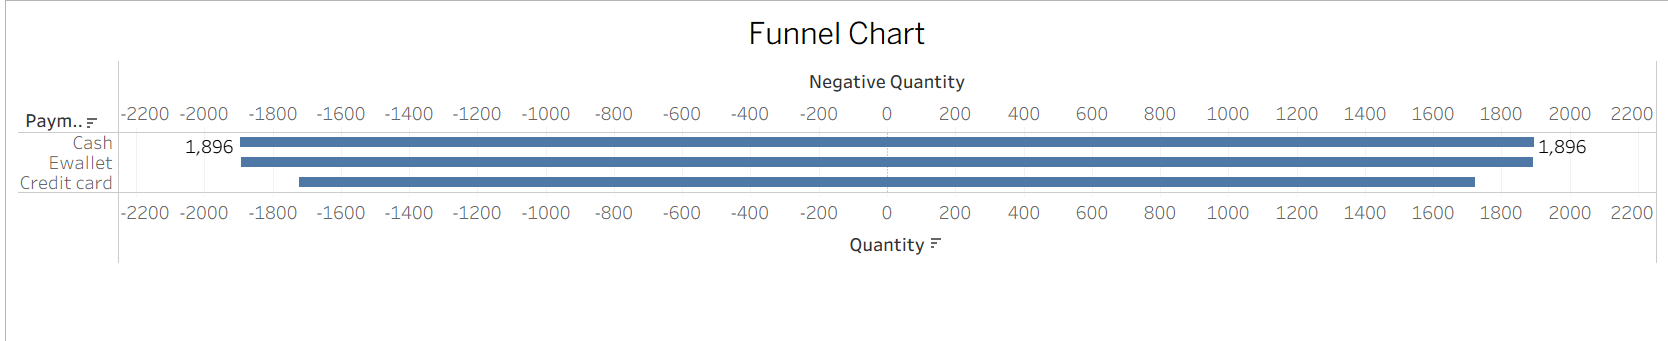 Funnel Chart
Negative Quantity
-2200 -2000 -1800 -1600 -1400 -1200 -1000 -800 -600 -400 -200 0 200 400 600 800 1000 1200 1400 1600 1800 2000 2200
Paym..
Cash
1,896 1,896
Ewallet
Credit card
-2200 -2000 -1800 -1600 -1400 -1200 -1000 -800 -600 -400 -200 0 200 400 600 800 1000 1200 1400 1600 1800 2000 2200
Quantity